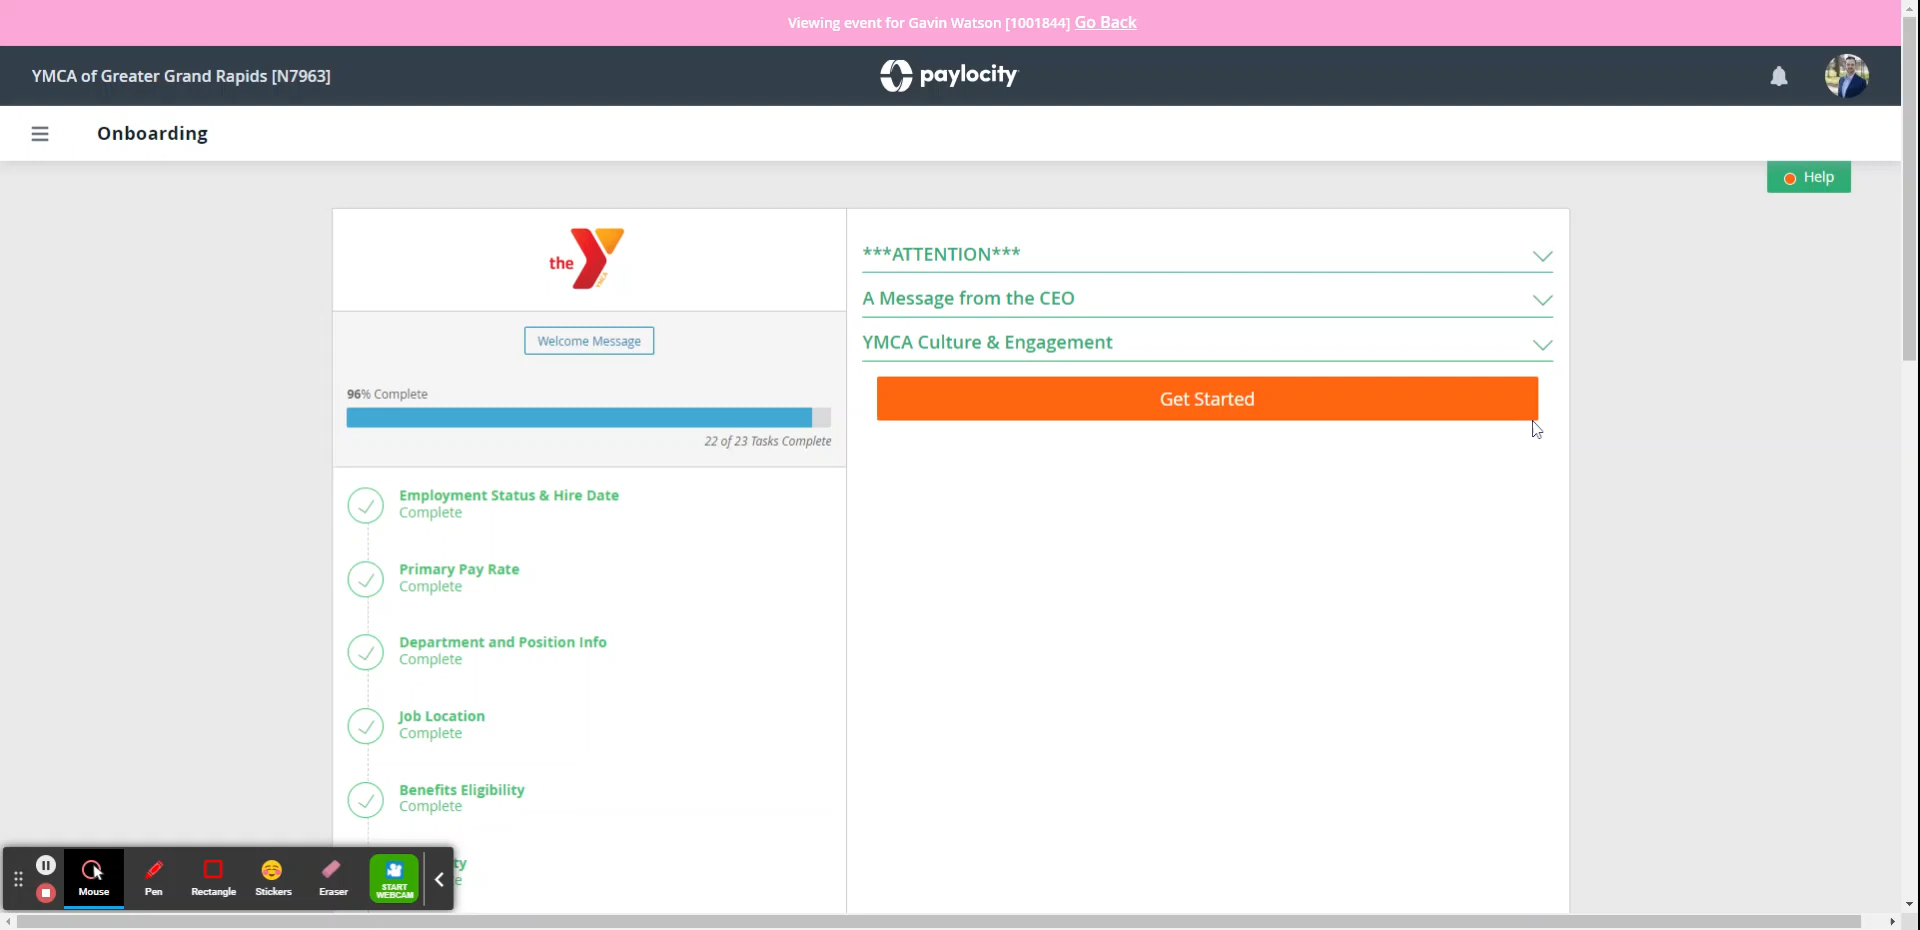 Viewing event for Gavin Watson [1001844] Go Back
YMCA of Greater Grand Rapids [N7963]
paylocity
Onboarding
Help
the
YMCA
Welcome Message
96% Complete
22 of 23 Tasks Complete
Employment Status & Hire Date
Complete
Primary Pay Rate
Complete
Department and Position Info
Complete
Job Location
Complete
Benefits Eligibility
Complete
***ATTENTION***
A Message from the CEO
YMCA Culture & Engagement
Get Started
Mouse
Pen
Rectangle
Stickers
Eraser
START
WEBCAM